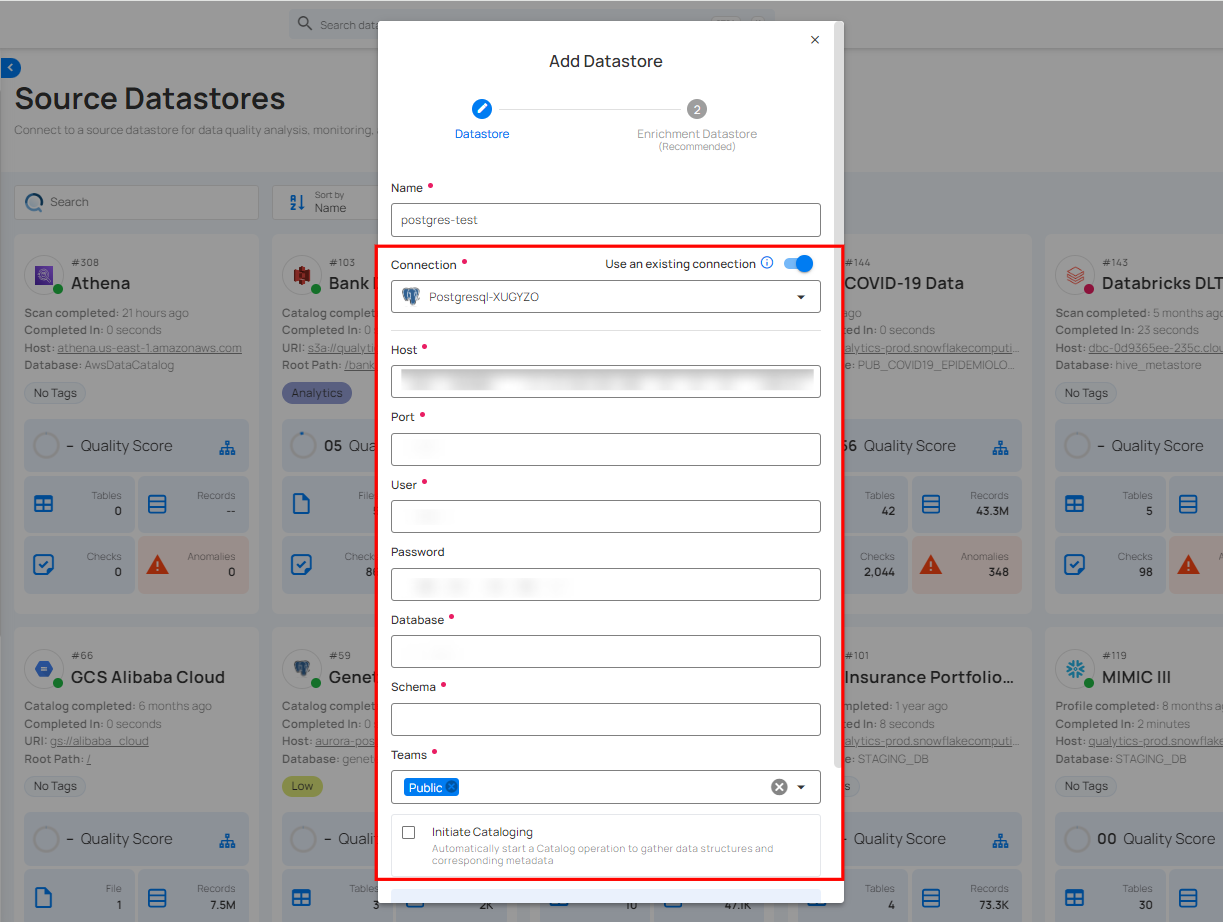 Search data
Add Datastore
2
Datastore
Enrichment Datastore
(Recommended)
Source Datastores
Connect to a source datastore for data quality analysis, monitoring,
Search
Sort by
Name
Name
postgres-test
Connection
Use an existing connection
Postgresql-XUGYZO
Host
Port
User
Password
Database
Schema
Teams
Public
Initiate Cataloging
Automatically start a Catalog operation to gather data structures and
corresponding metadata
#308
Athena
Scan completed: 21 hours ago
Completed In: 0 seconds
Host: athena.us-east-1.amazonaws.com
Database: AwsDataCatalog
No Tags
– Quality Score
Tables
0
Records
--
Checks
0
Anomalies
0
#103
Bank
Catalog complet
Completed In: 0
URI: s3a://qualyti
Root Path: /bank
Analytics
05 Qua
File
Check
#144
COVID-19 Data
ago
0 seconds
alytics-prod.snowflakecomputi...
e: PUB_COVID19_EPIDEMIOLO...
56 Quality Score
Tables
42
Records
43.3M
Checks
2,044
Anomalies
348
#143
Databricks DLT
Scan completed: 5 months ago
Completed In: 23 seconds
Host: dbc-0d9365ee-235c.clou
Database: hive_metastore
No Tags
– Quality Score
Tables
5
Checks
98
#66
GCS Alibaba Cloud
Catalog completed: 6 months ago
Completed In: 0 seconds
URI: gs://alibaba_cloud
Root Path: /
No Tags
– Quality Score
File
1
Records
7.5M
#59
Genet
Catalog complet
Completed In: 0
Host: aurora-pos
Database: genet
Low
– Quali
Tables
3
2K
10
47.1K
#101
Insurance Portfolio...
mpleted: 1 year ago
ed In: 8 seconds
alytics-prod.snowflakecomputi...
e: STAGING_DB
s
Quality Score
Tables
4
Records
73.3K
#119
MIMIC III
Profile completed: 8 months ago
Completed In: 2 minutes
Host: qualytics-prod.snowflake
Database: STAGING_DB
No Tags
00 Quality Score
Tables
30